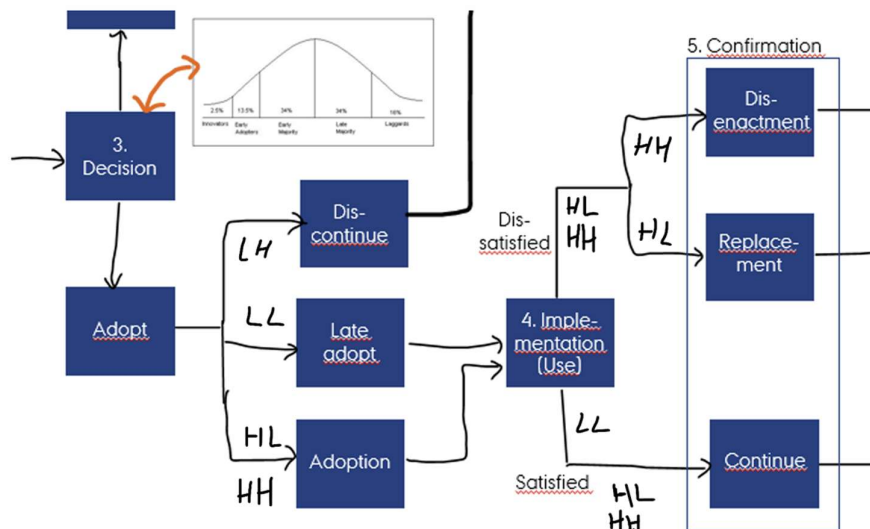 5. Confirmation
3.
Decision
2.5%
13.5%
34%
34%
16%
Innovators
Early
Adopters
Early
Majority
Late
Majority
Laggards
Dis-
enactment
HH
Dis-
continue
LH
Dis-
satisfied
HL
HH
HL
Replace-
ment
Adopt
LL
Late
adopt
4. Imple-
mentation
(Use)
HL
HH
Adoption
LL
Satisfied
Continue
HL
HH